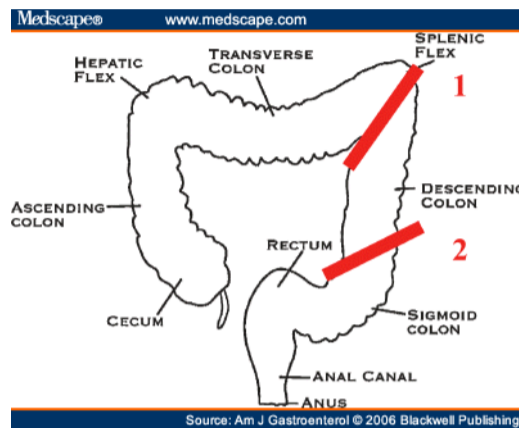 Medscape® www.medscape.com
SPLENIC
FLEX
TRANSVERSE
COLON
HEPATIC
FLEX
1
DESCENDING
COLON
ASCENDING
COLON
RECTUM
2
CECUM
SIGMOID
COLON
ANAL CANAL
ANUS
Source: Am J Gastroenterol © 2006 Blackwell Publishing